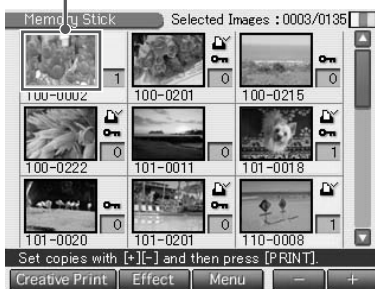 Memory Stick Selected Images : 0003/0135
1 0 0
100-0002 100-0201 100-0215
0 0 1
100-0222 101-0011 101-0018
0 0 1
101-0020 101-0201 110-0008
Set copies with [+][-] and then press [PRINT].
Creative Print Effect Menu - +